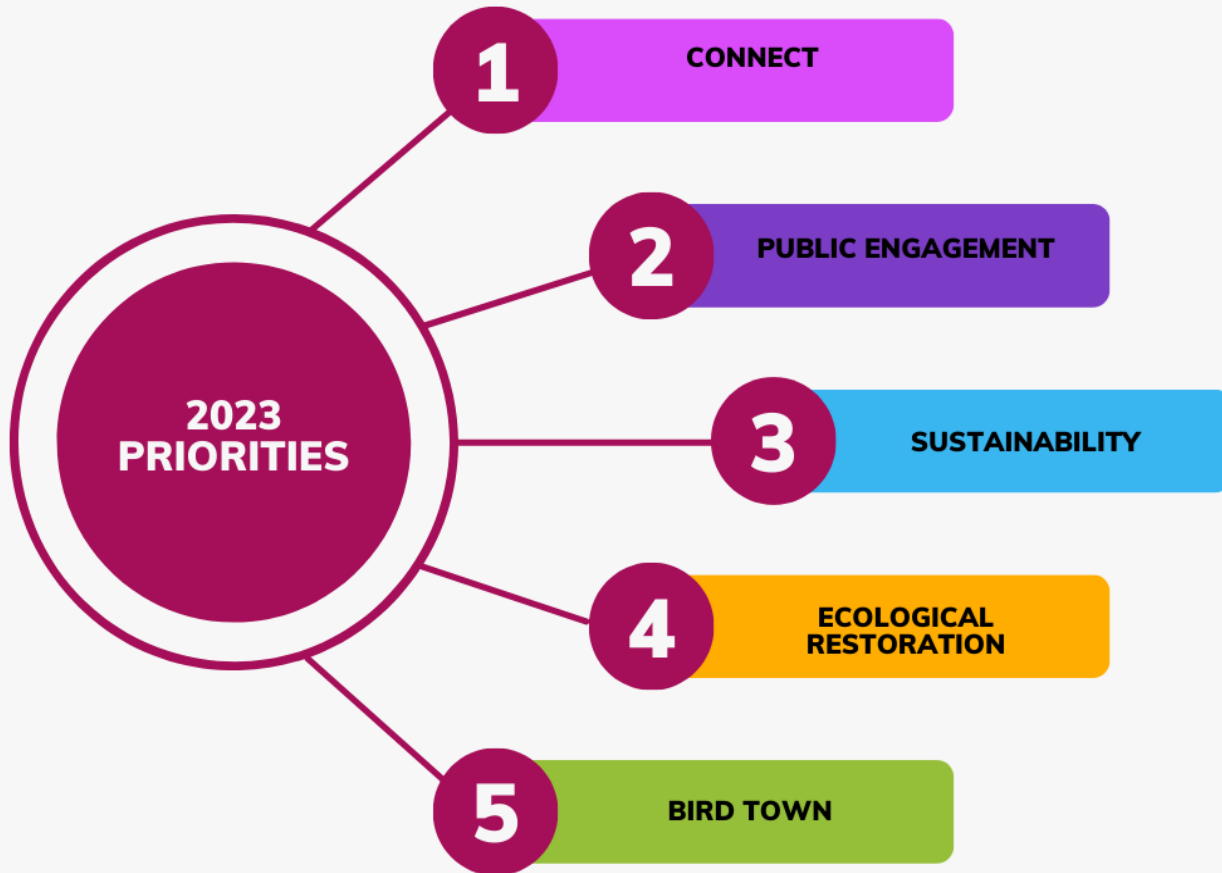 2023
PRIORITIES
1
CONNECT
2
PUBLIC ENGAGEMENT
3
SUSTAINABILITY
4
ECOLOGICAL
RESTORATION
5
BIRD TOWN